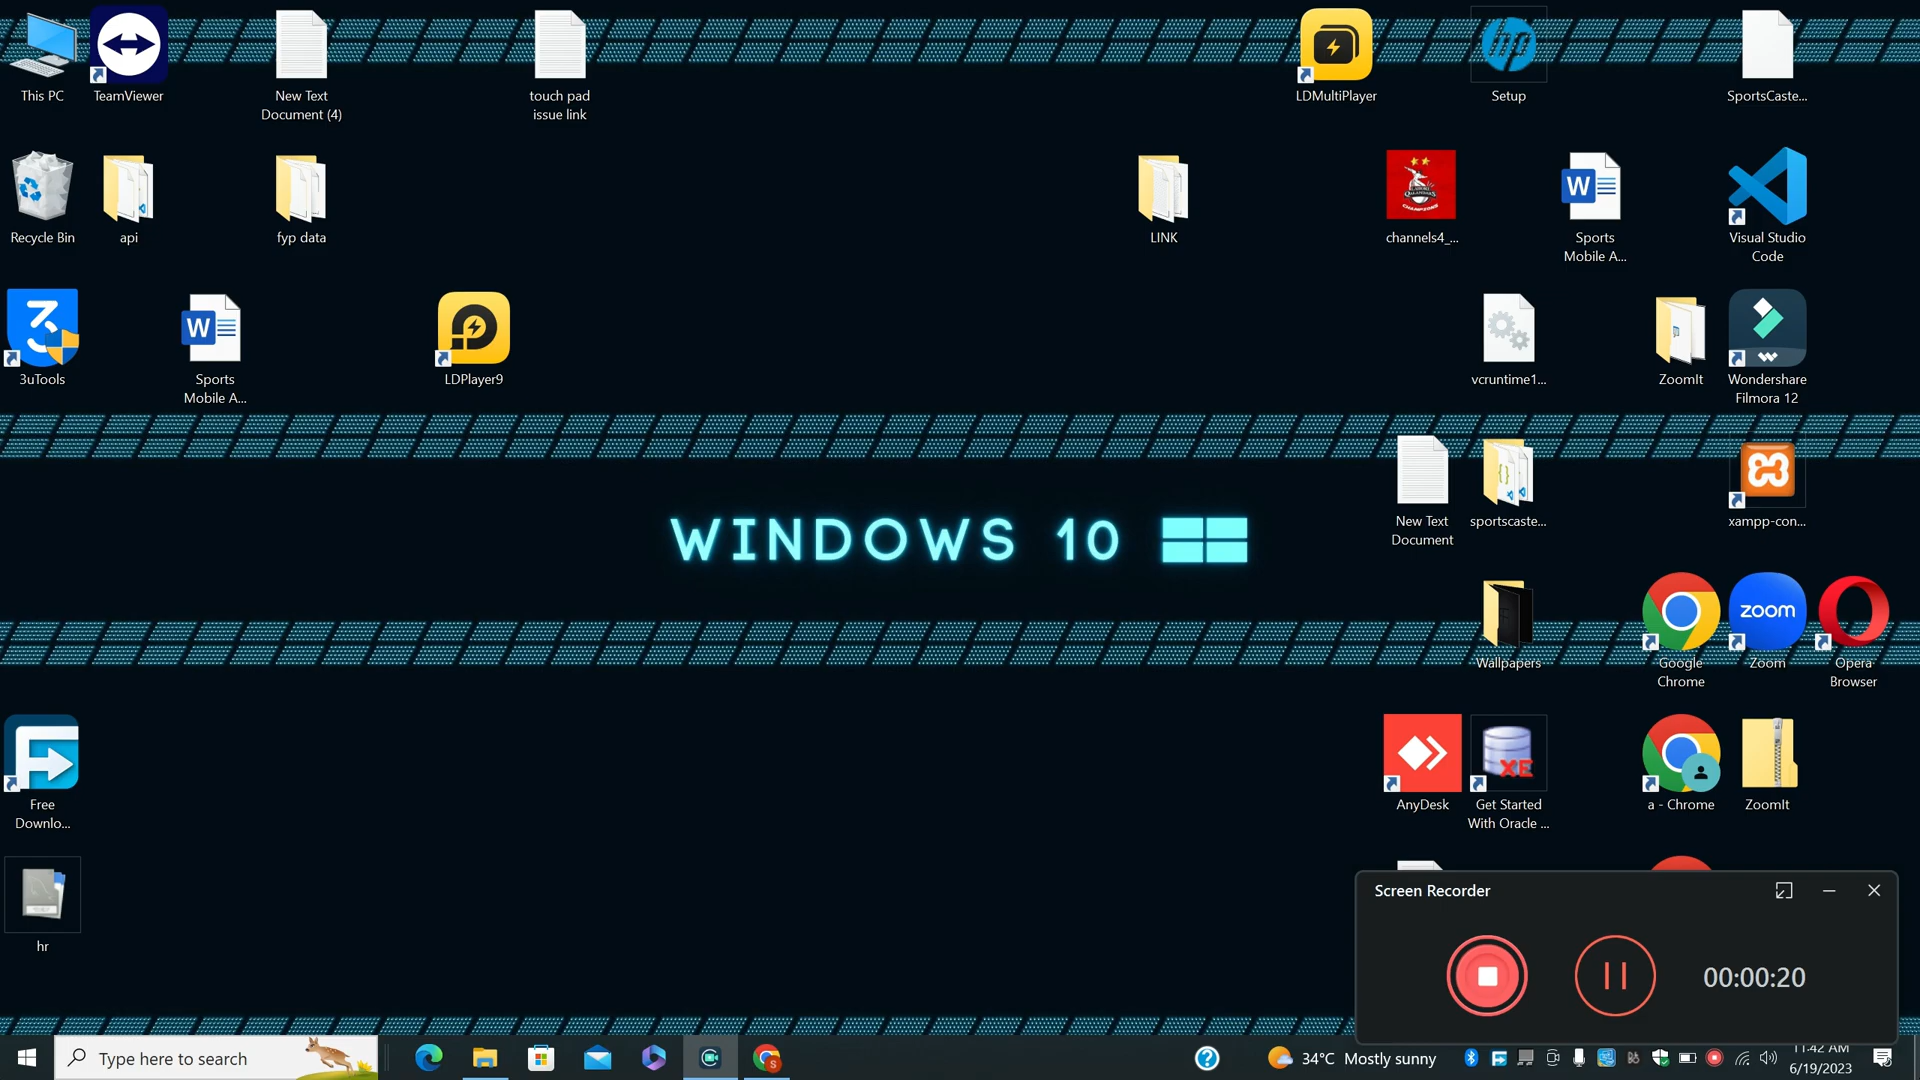 This PC
TeamViewer
New Text
Document (4)
touch pad
issue link
LDMultiPlayer
hp
Setup
SportsCaste...
Recycle Bin
api
fyp data
LINK
CHAMPIONS
channels4_...
W
Sports
Mobile A...
Visual Studio
Code
3uTools
W
Sports
Mobile A...
LDPlayer9
vcruntime1...
ZoomIt
Wondershare
Filmora 12
New Text
Document
sportscaste...
xampp-con...
WINDOWS 10
Wallpapers
Google
Chrome
zoom
Zoom
Opera
Browser
Free
Downlo...
AnyDesk
XE
Get Started
With Oracle ...
a - Chrome
ZoomIt
hr
Screen Recorder
00:00:20
Type here to search
34°C Mostly sunny
11:42 AM
6/19/2023